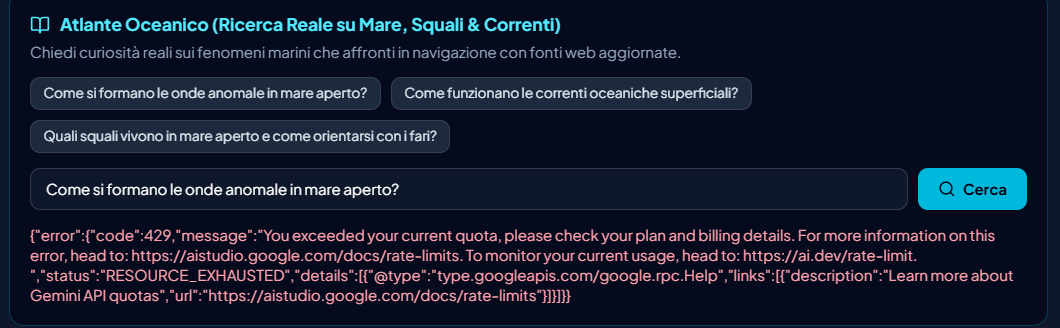 Atlante Oceanico (Ricerca Reale su Mare, Squali & Correnti)
Chiedi curiosità reali sui fenomeni marini che affronti in navigazione con fonti web aggiornate.
Come si formano le onde anomale in mare aperto?
Come funzionano le correnti oceaniche superficiali?
Quali squali vivono in mare aperto e come orientarsi con i fari?
Come si formano le onde anomale in mare aperto?
Cerca
{"error":{"code":429,"message":"You exceeded your current quota, please check your plan and billing details. For more information on this
error, head to: https://aistudio.google.com/docs/rate-limits. To monitor your current usage, head to: https://ai.dev/rate-limit.
","status":"RESOURCE_EXHAUSTED","details":[{"@type":"type.googleapis.com/google.rpc.Help","links":[{"description":"Learn more about
Gemini API quotas","url":"https://aistudio.google.com/docs/rate-limits"}]}]}}